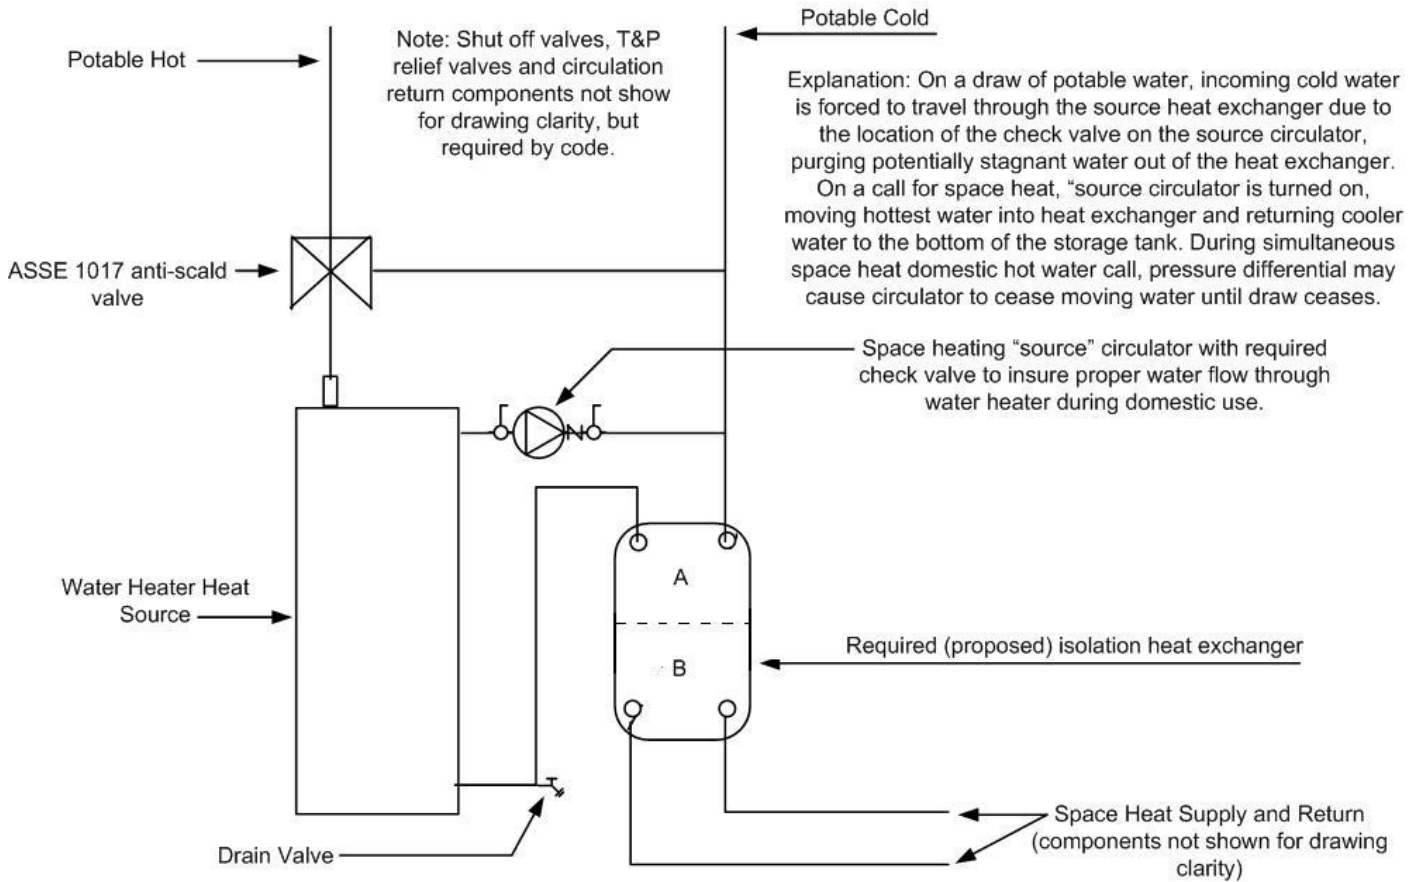 Potable Cold
Potable Hot
Note: Shut off valves, T&P
relief valves and circulation
return components not show
for drawing clarity, but
required by code.
Explanation: On a draw of potable water, incoming cold water
is forced to travel through the source heat exchanger due to
the location of the check valve on the source circulator,
purging potentially stagnant water out of the heat exchanger.
On a call for space heat, “source circulator is turned on,
moving hottest water into heat exchanger and returning cooler
water to the bottom of the storage tank. During simultaneous
space heat domestic hot water call, pressure differential may
cause circulator to cease moving water until draw ceases.
ASSE 1017 anti-scald
valve
Space heating “source” circulator with required
check valve to insure proper water flow through
water heater during domestic use.
A
Water Heater Heat
Source
B
Required (proposed) isolation heat exchanger
Drain Valve
Space Heat Supply and Return
(components not shown for drawing
clarity)